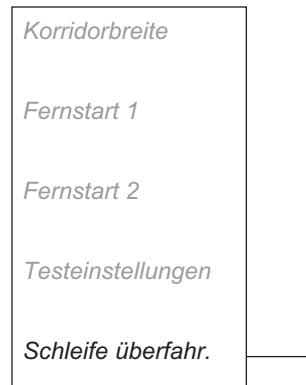 Korridorbreite
Fernstart 1
Fernstart 2
Testeinstellungen
Schleife überfahr.